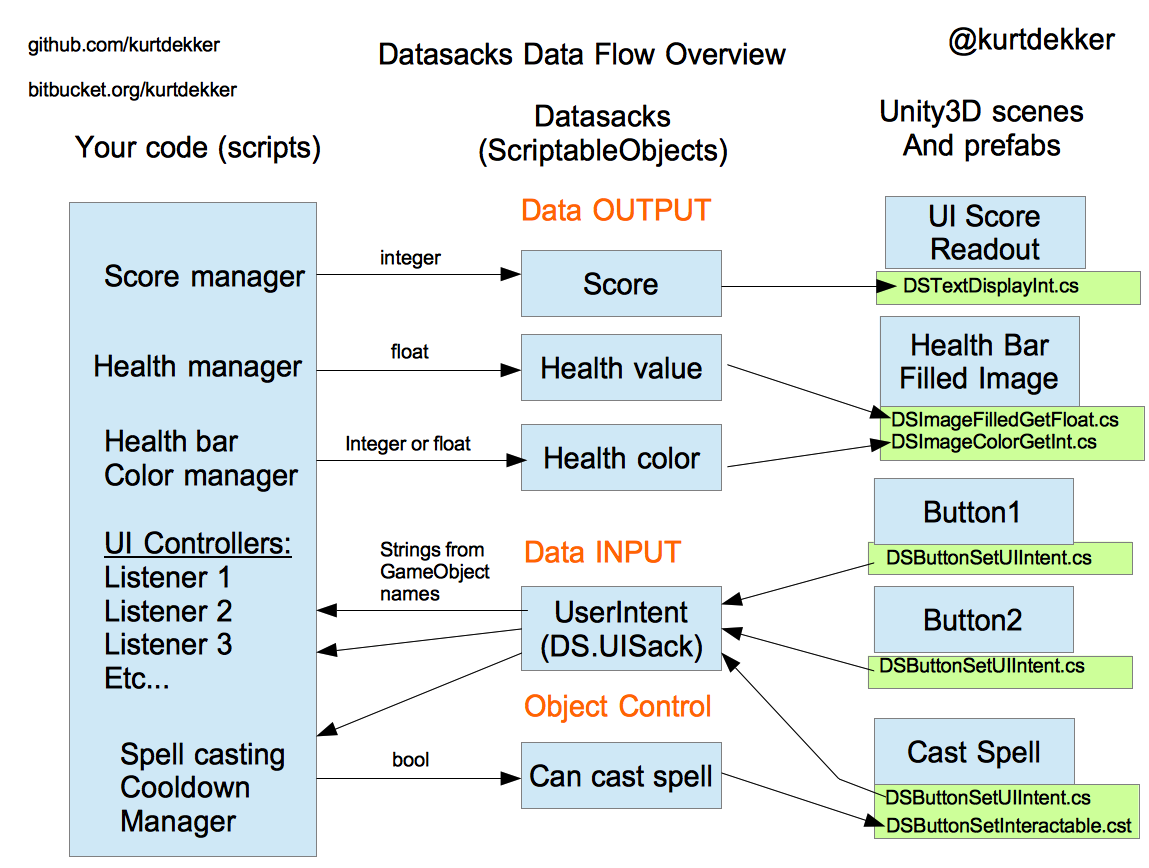 github.com/kurtdekker
bitbucket.org/kurtdekker
Datasacks Data Flow Overview
@kurtdekker
Your code (scripts)
Datasacks
(ScriptableObjects)
Unity3D scenes
And prefabs
Data OUTPUT
Score manager
integer
Score
UI Score
Readout
DSTextDisplayInt.cs
Health manager
float
Health value
Health Bar
Filled Image
DSImageFilledGetFloat.cs
DSImageColorGetInt.cs
Health bar
Color manager
Integer or float
Health color
UI Controllers:
Listener 1
Listener 2
Listener 3
Etc...
Strings from
GameObject
names
Data INPUT
UserIntent
(DS.UISack)
Button1
DSButtonSetUIIntent.cs
Button2
DSButtonSetUIIntent.cs
Object Control
Spell casting
Cooldown
Manager
bool
Can cast spell
Cast Spell
DSButtonSetUIIntent.cs
DSButtonSetInteractable.cst